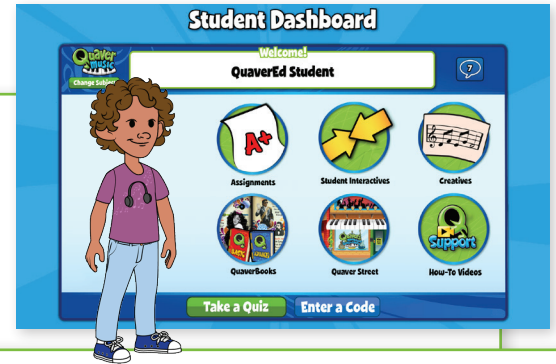 Student Dashboard
Quaver
MUSIC
Change Subject
Welcome!
QuaverEd Student
7
A+
Assignments
Student Interactives
Creatives
Q
Support
QuaverBooks
Quaver Street
How-To Videos
Take a Quiz
Enter a Code